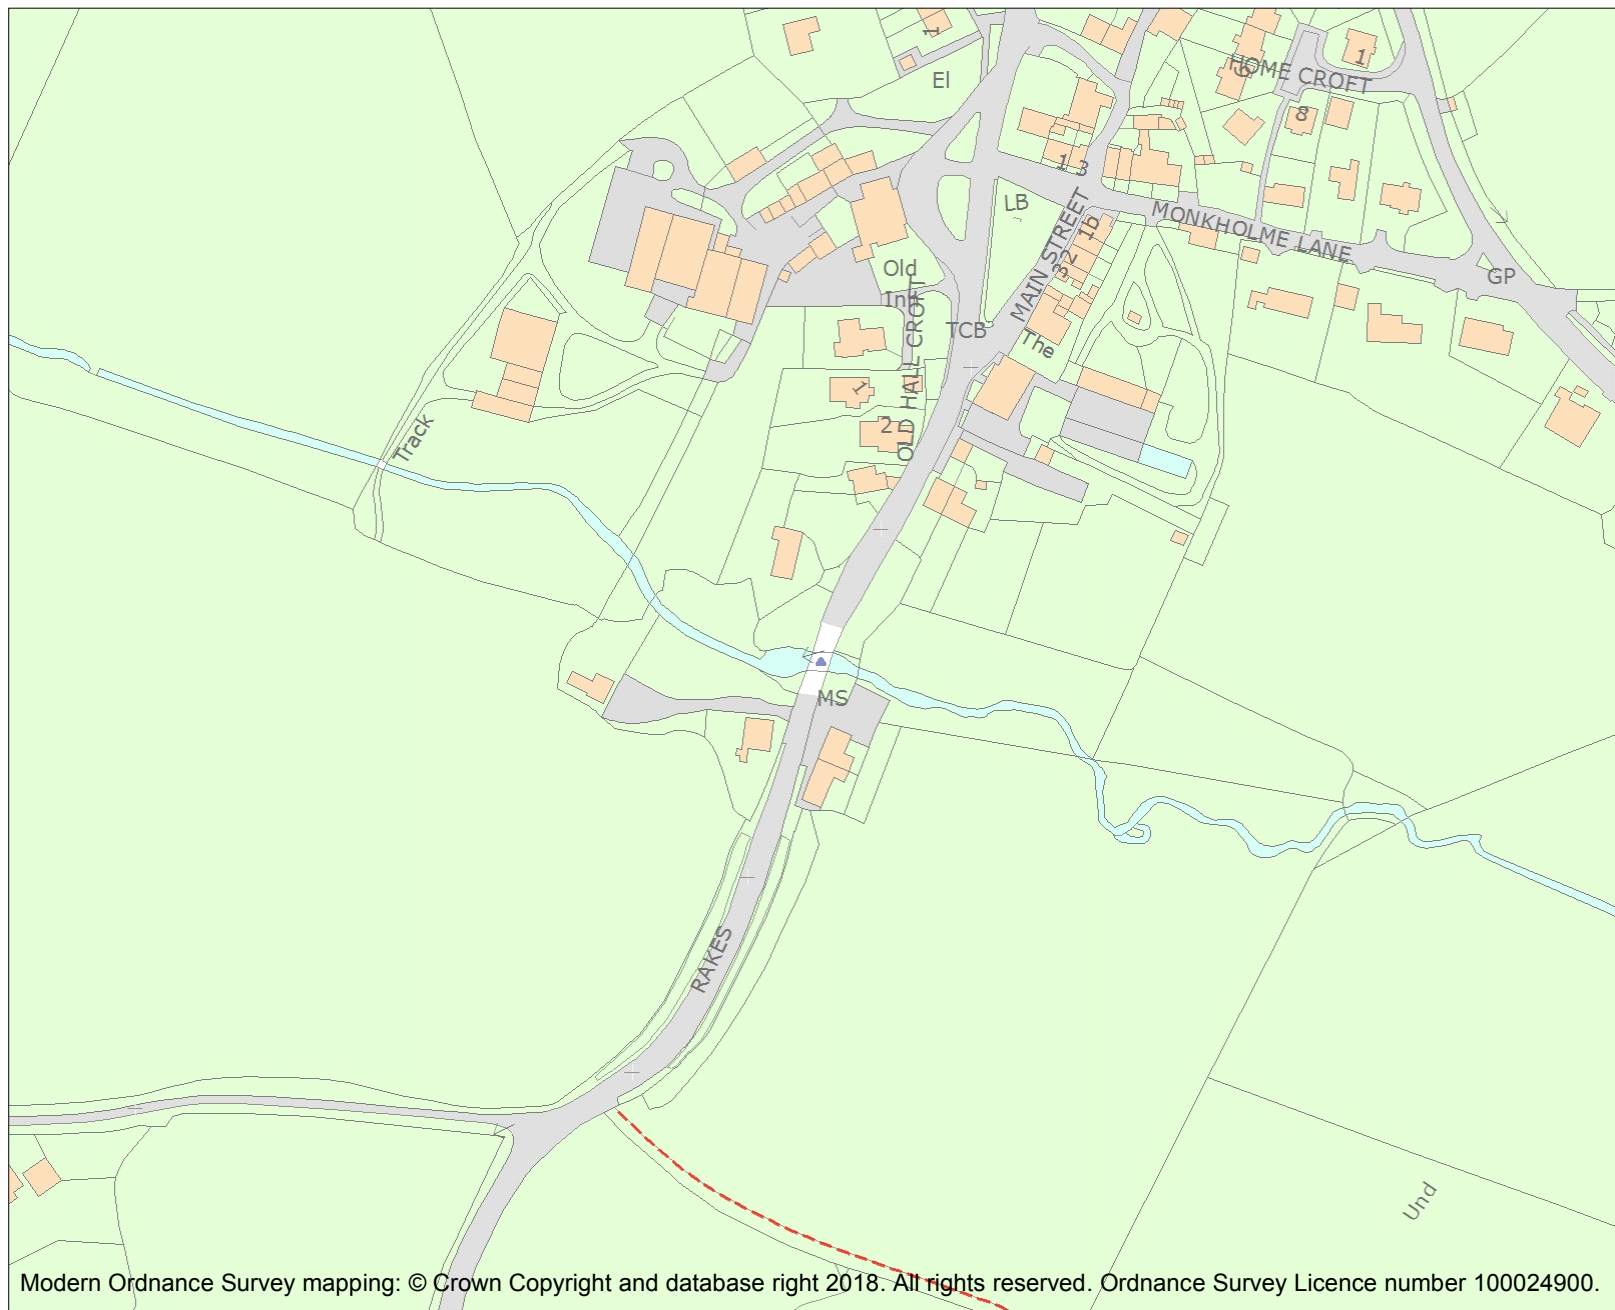 1
El
HOME CROFT
1
6
8
1 3
LB
MAIN STREET
1b
32
MONKHOLME LANE
GP
Old
Inn
OLD HALL CROFT
TCB
The
1
2
Track
MS
RAKES
Und
Modern Ordnance Survey mapping: © Crown Copyright and database right 2018. All rights reserved. Ordnance Survey Licence number 100024900.